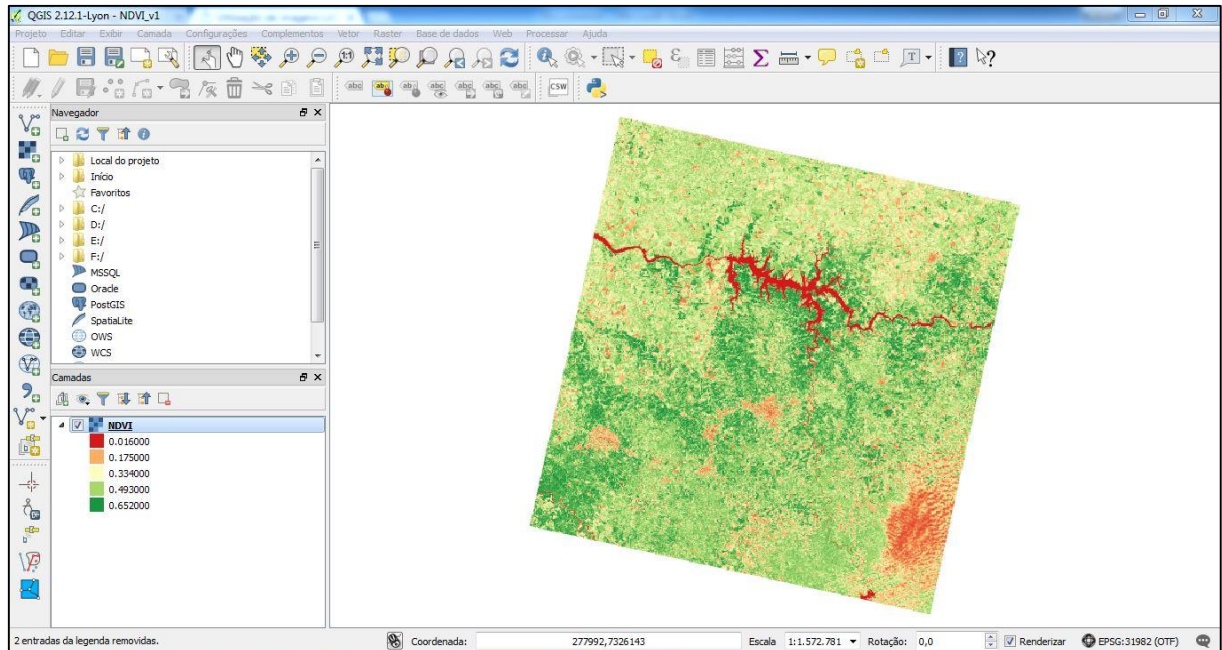 QGIS 2.12.1-Lyon - NDVI_v1
Projeto Editar Exibir Camada Configurações Complementos Vetor Raster Base de dados Web Processar Ajuda
CSW
Navegador
Local do projeto
Início
Favoritos
C:/
D:/
E:/
F:/
MSSQL
Oracle
PostGIS
SpatiaLite
OWS
WCS
Camadas
NDVI
0.016000
0.175000
0.334000
0.493000
0.652000
2 entradas da legenda removidas.
Coordenada: 277992,7326143 Escala 1:1.572.781 Rotação: 0,0 Renderizar EPSG:31982 (OTF)